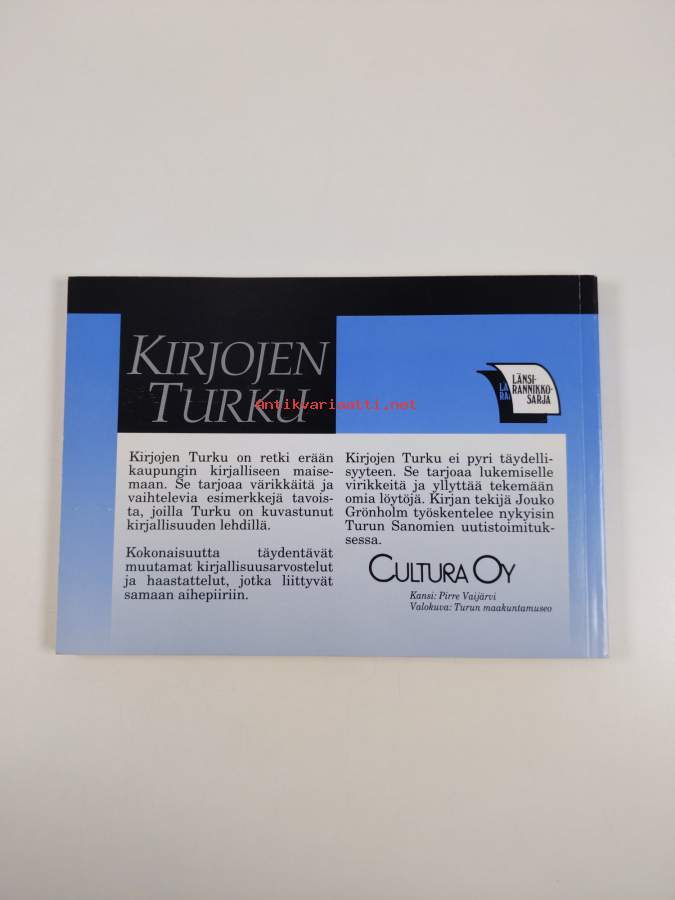 KIRJOJEN
TURKU
Antikvariaatti.net
LÄNSI-
RANNIKKO-
SARJA
Kirjojen Turku on retki erään
kaupungin kirjalliseen maise-
maan. Se tarjoaa värikkäitä ja
vaihtelevia esimerkkejä tavois-
ta, joilla Turku on kuvastunut
kirjallisuuden lehdillä.
Kokonaisuutta täydentävät
muutamat kirjallisuusarvostelut
ja haastattelut, jotka liittyvät
samaan aihepiiriin.
Kirjojen Turku ei pyri täydelli-
syyteen. Se tarjoaa lukemiselle
virikkeitä ja yllyttää tekemään
omia löytöjä. Kirjan tekijä Jouko
Grönholm työskentelee nykyisin
Turun Sanomien uutistoimituk-
sessa.
CULTURA OY
Kansi: Pirre Vaijärvi
Valokuva: Turun maakuntamuseo